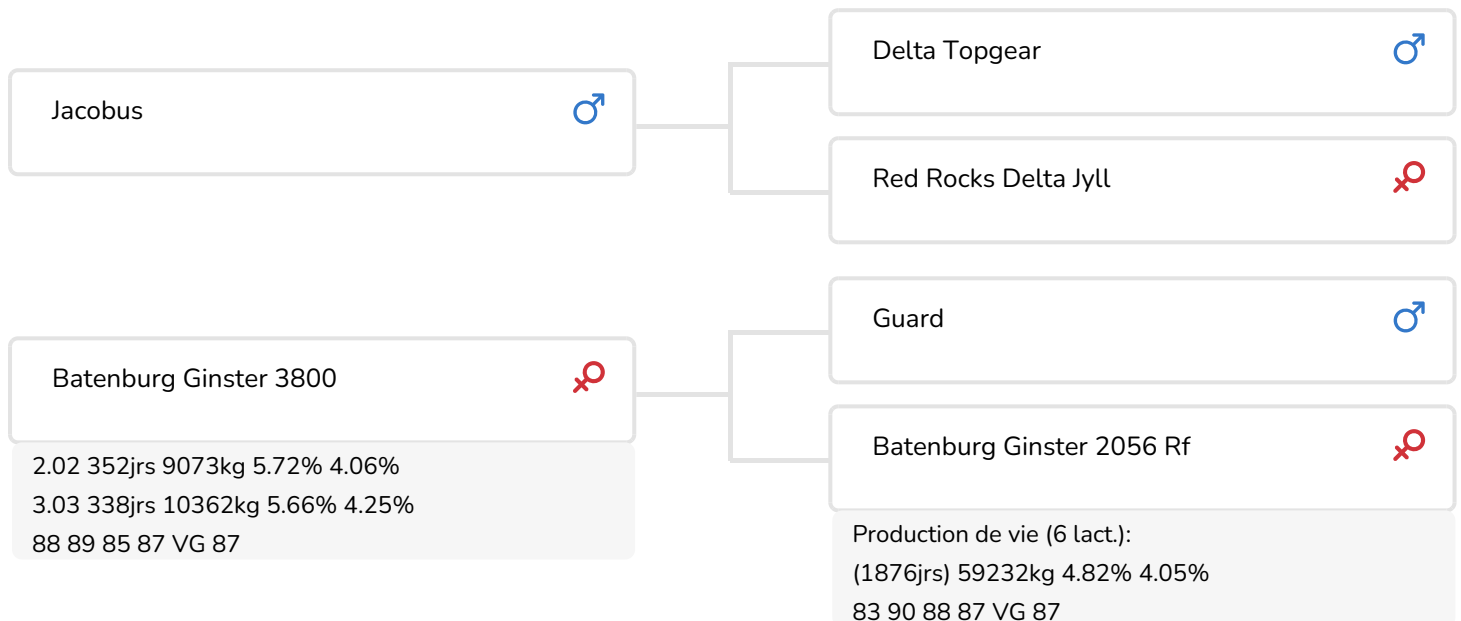 Jacobus
Delta Topgear
Red Rocks Delta Jyll
Batenburg Ginster 3800
2.02 352jrs 9073kg 5.72% 4.06%
3.03 338jrs 10362kg 5.66% 4.25%
88 89 85 87 VG 87
Guard
Batenburg Ginster 2056 Rf
Production de vie (6 lact.):
(1876jrs) 59232kg 4.82% 4.05%
83 90 88 87 VG 87